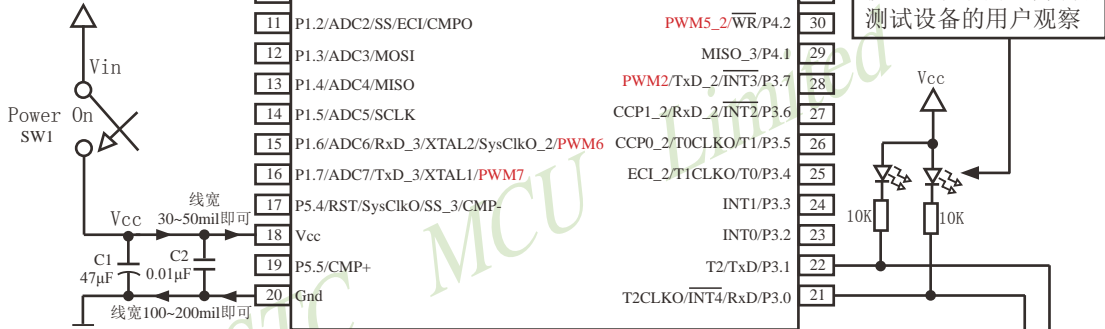 测试设备的用户观察
11 P1.2/ADC2/SS/ECI/CMPO
PWM5_2/WR/P4.2 30
12 P1.3/ADC3/MOSI
MISO_3/P4.1 29
13 P1.4/ADC4/MISO
PWM2/TxD_2/INT3/P3.7 28
14 P1.5/ADC5/SCLK
CCP1_2/RxD_2/INT2/P3.6 27
15 P1.6/ADC6/RxD_3/XTAL2/SysClkO_2/PWM6
CCP0_2/T0CLKO/T1/P3.5 26
16 P1.7/ADC7/TxD_3/XTAL1/PWM7
ECI_2/T1CLKO/T0/P3.4 25
17 P5.4/RST/SysClkO/SS_3/CMP-
INT1/P3.3 24
18 Vcc
INT0/P3.2 23
19 P5.5/CMP+
T2/TxD/P3.1 22
20 Gnd
T2CLKO/INT4/RxD/P3.0 21
Vin
Power On
SW1
Vcc
线宽
30~50mil即可
C1
47μF
C2
0.01μF
线宽100~200mil即可
Vcc
10K
10K
STC MCU Limited